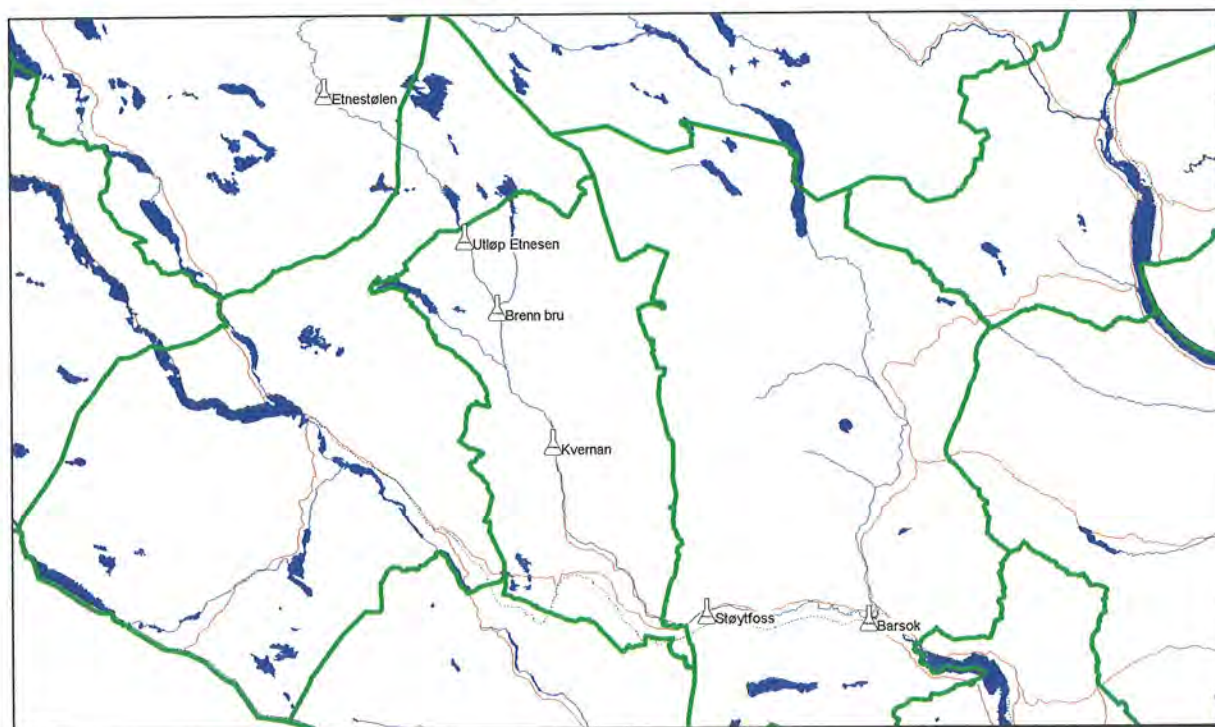 Etnestølen
Utløp Etnesen
Brenn bru
Kvernan
Støytfoss
Barsok